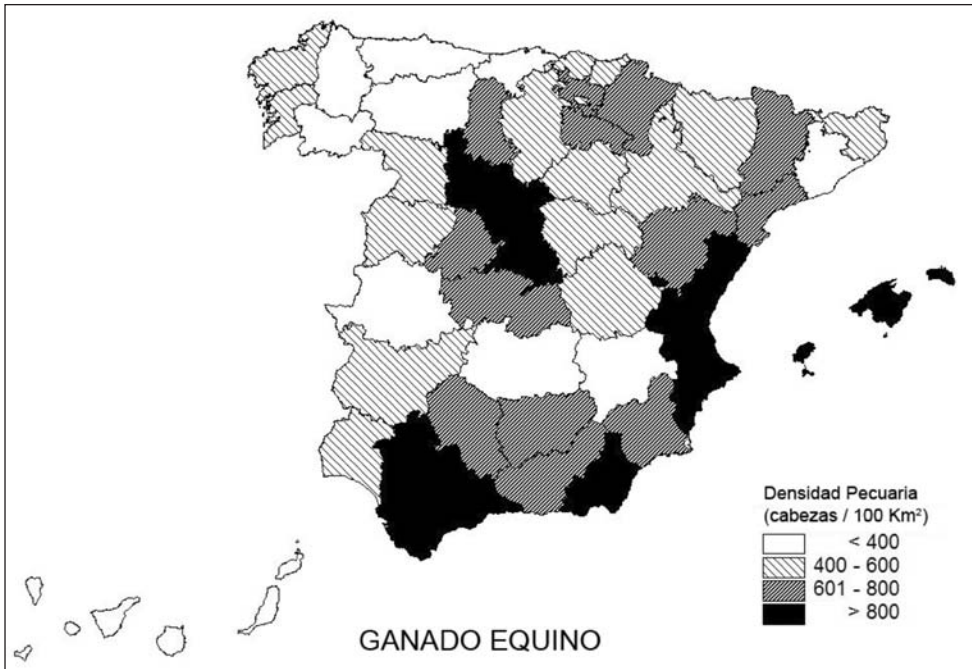 Densidad Pecuaria
(cabezas / 100 Km²)
< 400
400 - 600
601 - 800
> 800
GANADO EQUINO